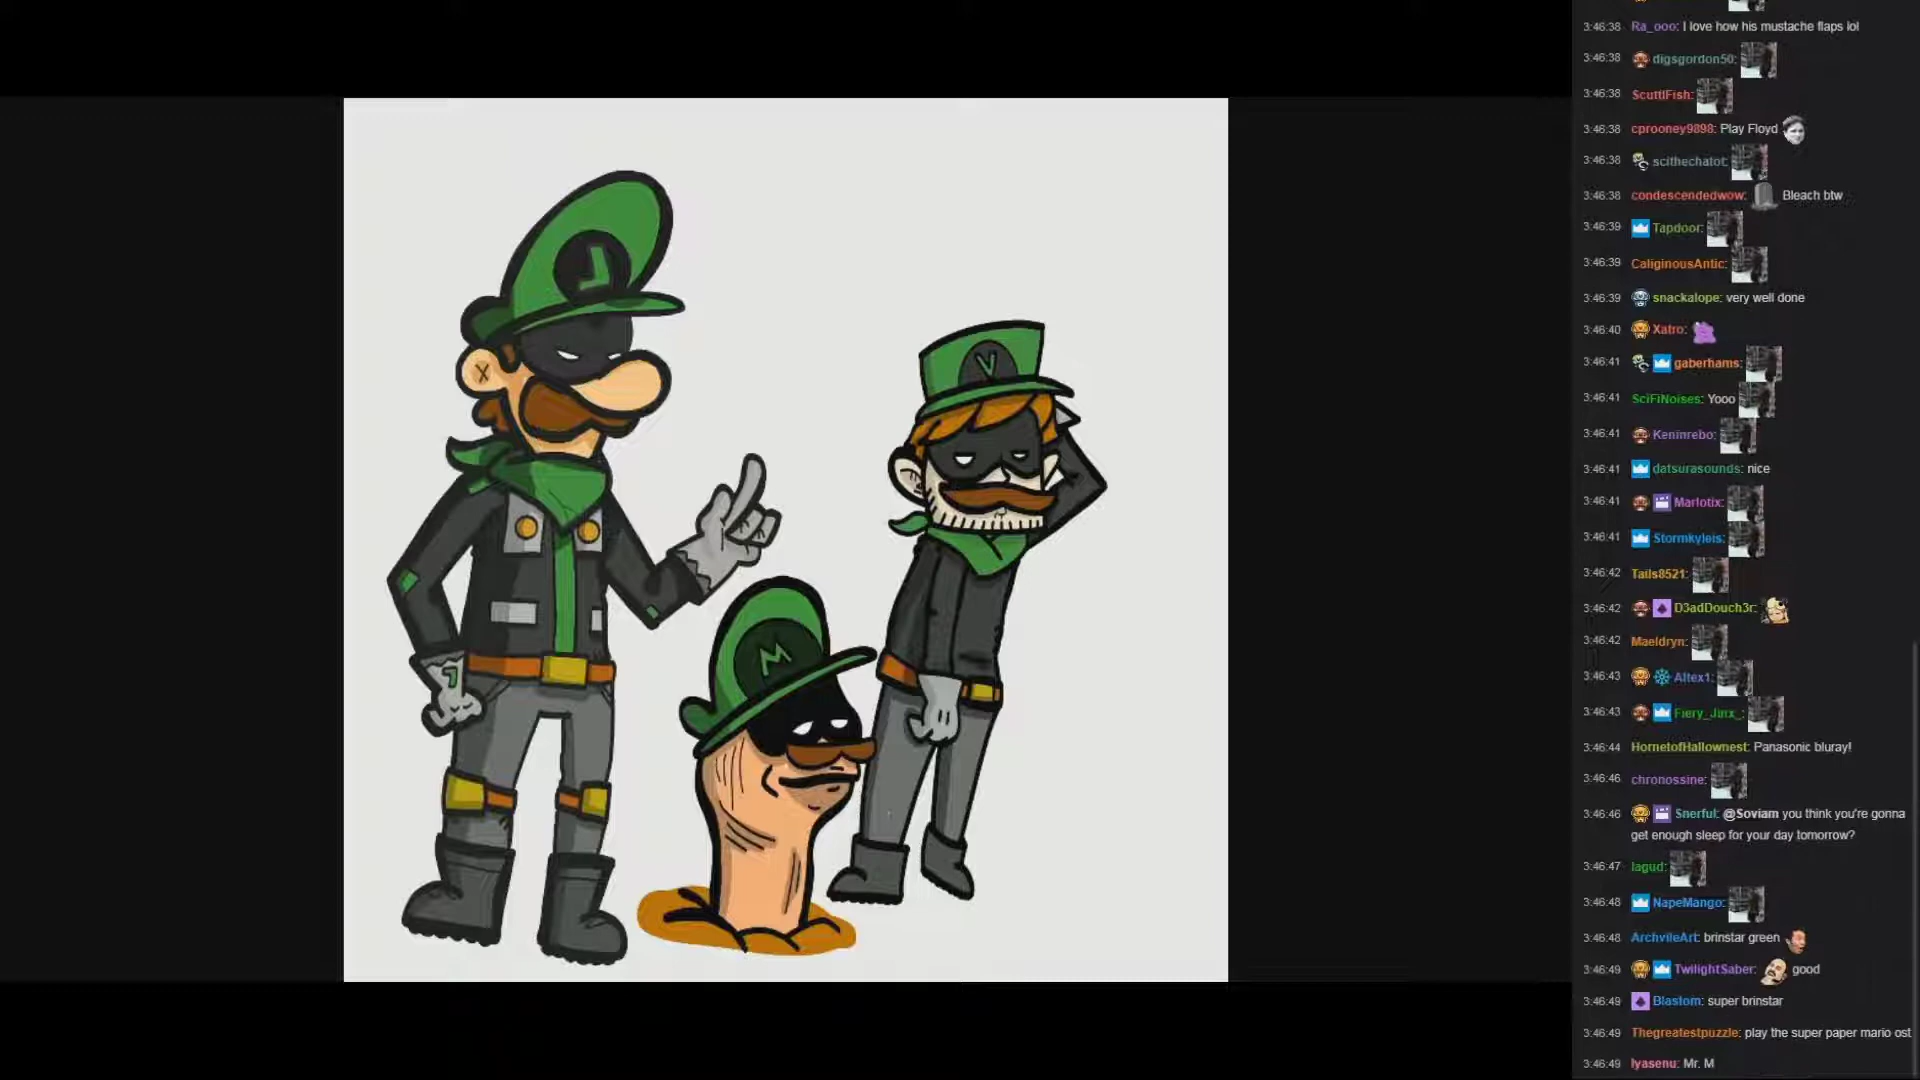 J
V
M
3:46:38 Ra_ooo: I love how his mustache flaps lol
3:46:38 digsgordon50:
3:46:38 ScuttlFish:
3:46:38 cprooney9898: Play Floyd
3:46:38 scithechatot:
3:46:38 condescendedwow: Bleach btw
3:46:39 Tapdoor:
3:46:39 CaliginousAntic:
3:46:39 snackalope: very well done
3:46:40 Xatro:
3:46:41 gaberhams:
3:46:41 SciFiNoises: Yooo
3:46:41 Keninrebo:
3:46:41 datsurasounds: nice
3:46:41 Marlotix:
3:46:41 Stormkyleis:
3:46:42 Tails8521:
3:46:42 D3adDouch3r:
3:46:42 Maeldryn:
3:46:43 Altex1:
3:46:43 Fiery_Jinx_:
3:46:44 HornetofHallownest: Panasonic bluray!
3:46:46 chronossine:
3:46:46 Snerful: @Soviam you think you're gonna
get enough sleep for your day tomorrow?
3:46:47 lagud:
3:46:48 NapeMango:
3:46:48 ArchvileArt: brinstar green
3:46:49 TwilightSaber: good
3:46:49 Blastom: super brinstar
3:46:49 Thegreatestpuzzle: play the super paper mario ost
3:46:49 lyasenu: Mr. M